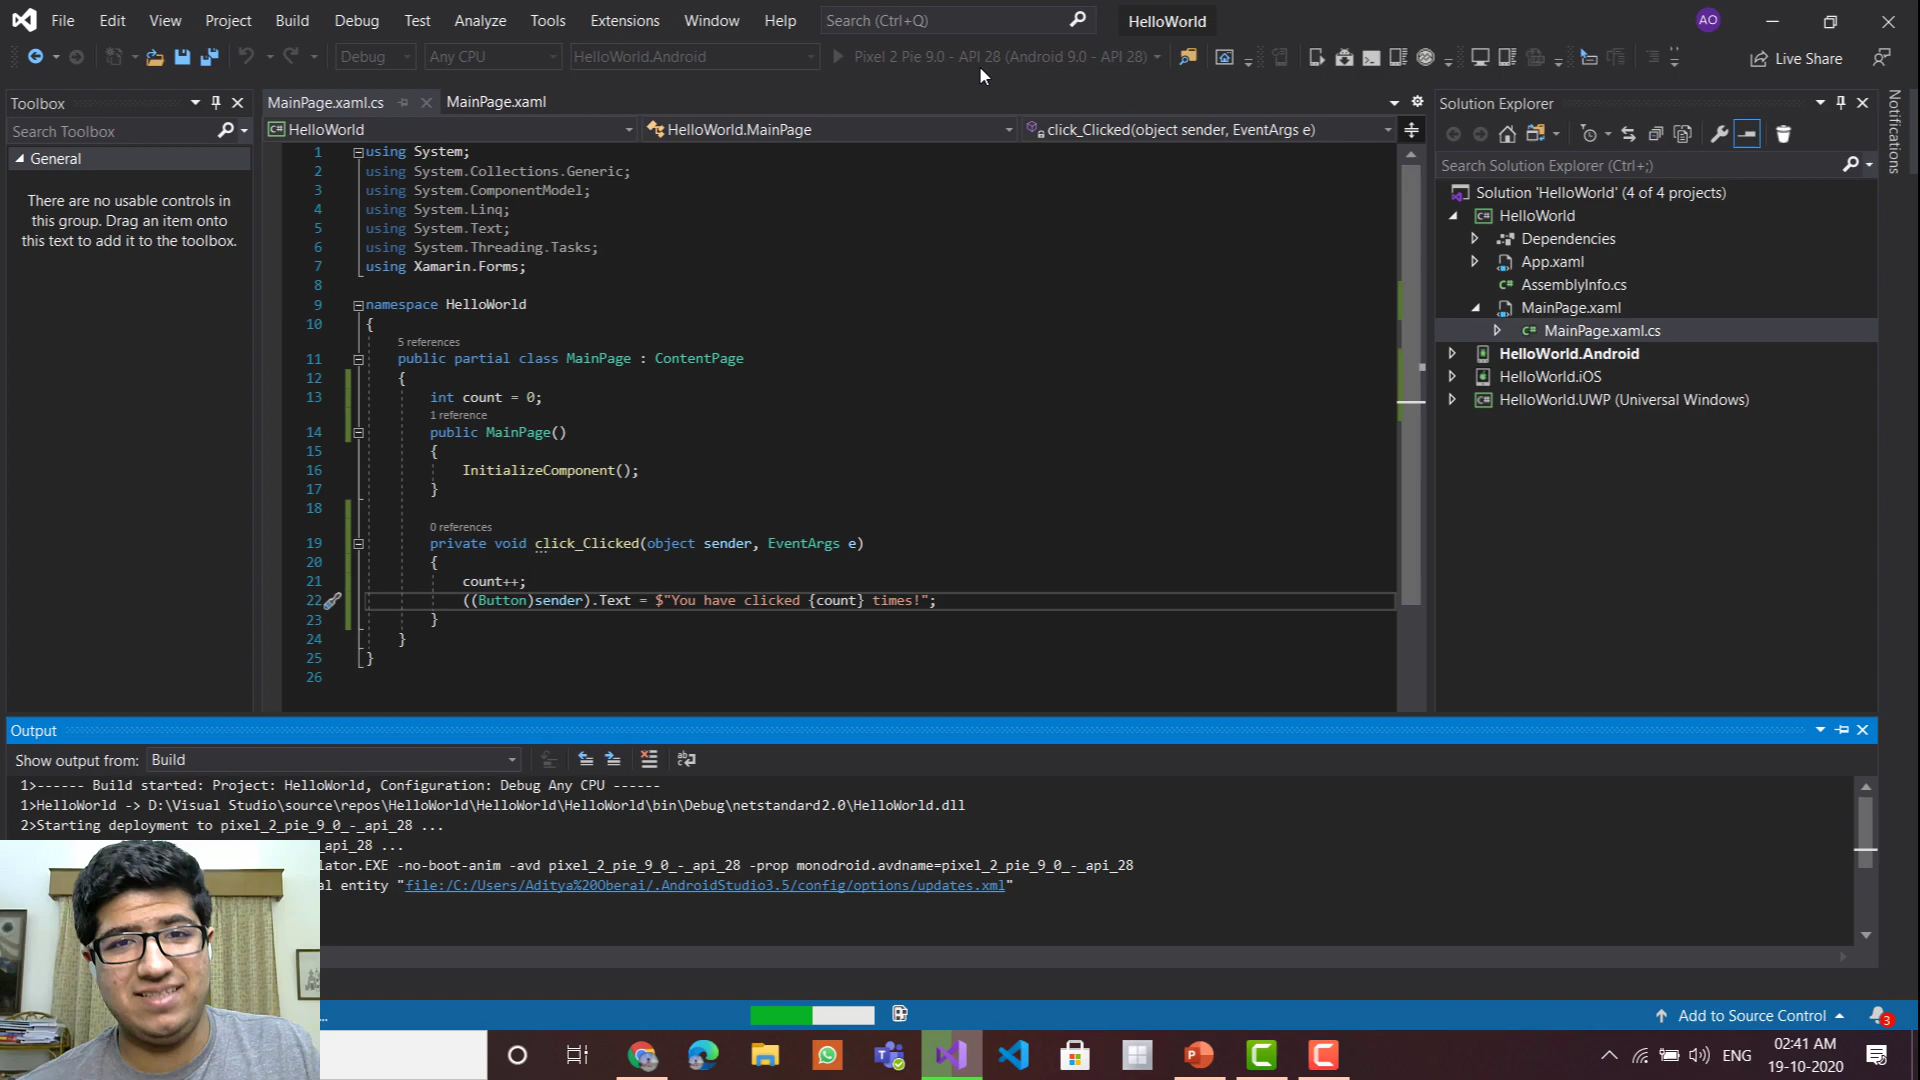 File Edit View Project Build Debug Test Analyze Tools Extensions Window Help Search (Ctrl+Q) HelloWorld AO
Debug Any CPU HelloWorld.Android Pixel 2 Pie 9.0 - API 28 (Android 9.0 - API 28) Live Share
Toolbox
Search Toolbox
General
There are no usable controls in
this group. Drag an item onto
this text to add it to the toolbox.
MainPage.xaml.cs MainPage.xaml
HelloWorld HelloWorld.MainPage click_Clicked(object sender, EventArgs e)
1 using System;
2 using System.Collections.Generic;
3 using System.ComponentModel;
4 using System.Linq;
5 using System.Text;
6 using System.Threading.Tasks;
7 using Xamarin.Forms;
8
9 namespace HelloWorld
10 {
5 references
11 public partial class MainPage : ContentPage
12 {
13 int count = 0;
1 reference
14 public MainPage()
15 {
16 InitializeComponent();
17 }
18
0 references
19 private void click_Clicked(object sender, EventArgs e)
20 {
21 count++;
22 ((Button)sender).Text = $"You have clicked {count} times!";
23 }
24 }
25 }
26
Solution Explorer
Search Solution Explorer (Ctrl+;)
Solution 'HelloWorld' (4 of 4 projects)
HelloWorld
Dependencies
App.xaml
AssemblyInfo.cs
MainPage.xaml
MainPage.xaml.cs
HelloWorld.Android
HelloWorld.iOS
HelloWorld.UWP (Universal Windows)
Notifications
Output
Show output from: Build
1>------ Build started: Project: HelloWorld, Configuration: Debug Any CPU ------
1>HelloWorld -> D:\Visual Studio\source\repos\HelloWorld\HelloWorld\HelloWorld\bin\Debug\netstandard2.0\HelloWorld.dll
2>Starting deployment to pixel_2_pie_9_0_-_api_28 ...
_api_28 ...
lator.EXE -no-boot-anim -avd pixel_2_pie_9_0_-_api_28 -prop monodroid.avdname=pixel_2_pie_9_0_-_api_28
al entity "file:/C:/Users/Aditya%20Oberai/.AndroidStudio3.5/config/options/updates.xml"
... Add to Source Control 3
ENG 02:41 AM
19-10-2020